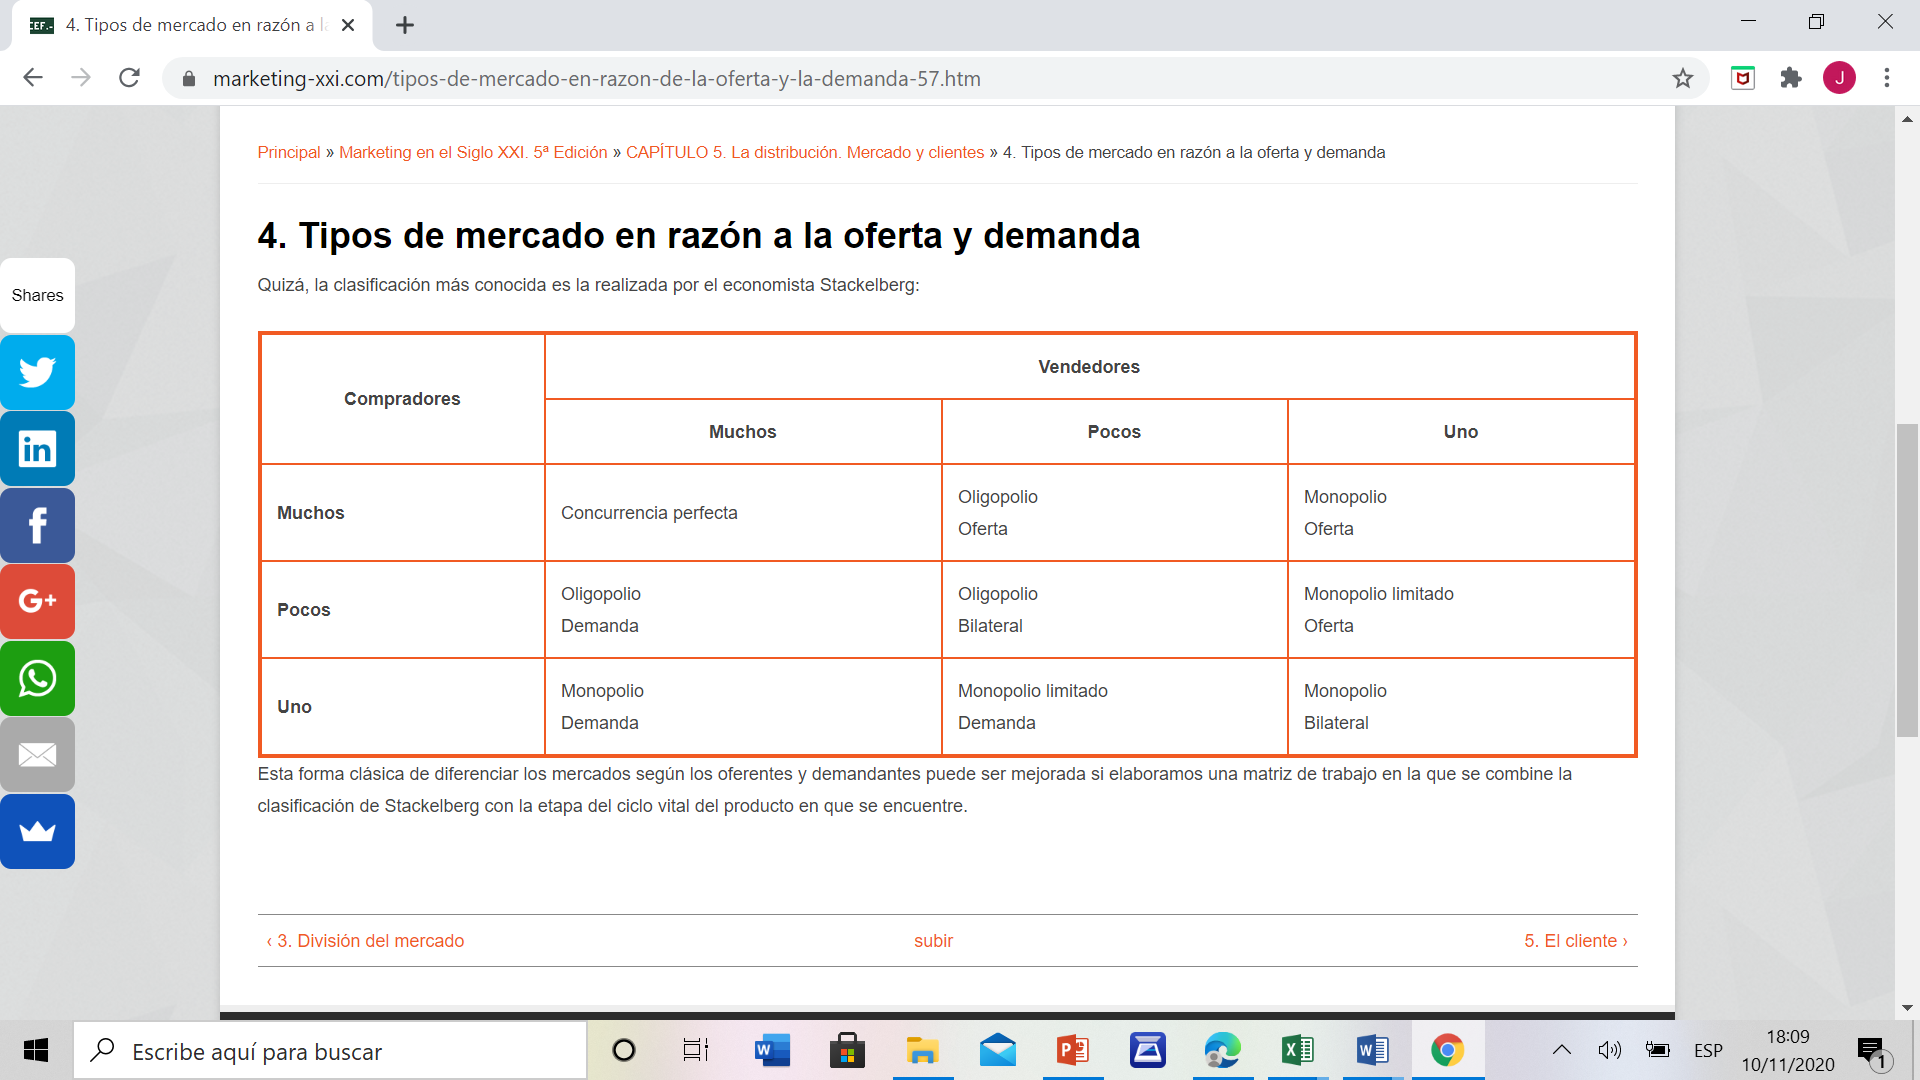 CEF.-
4. Tipos de mercado en razón a l
marketing-xxi.com/tipos-de-mercado-en-razon-de-la-oferta-y-la-demanda-57.htm
J
Principal » Marketing en el Siglo XXI. 5ª Edición » CAPÍTULO 5. La distribución. Mercado y clientes » 4. Tipos de mercado en razón a la oferta y demanda
4. Tipos de mercado en razón a la oferta y demanda
Quizá, la clasificación más conocida es la realizada por el economista Stackelberg:
Shares
in
f
G+
Compradores
Vendedores
Muchos
Pocos
Uno
Muchos
Concurrencia perfecta
Oligopolio
Oferta
Monopolio
Oferta
Pocos
Oligopolio
Demanda
Oligopolio
Bilateral
Monopolio limitado
Oferta
Uno
Monopolio
Demanda
Monopolio limitado
Demanda
Monopolio
Bilateral
Esta forma clásica de diferenciar los mercados según los oferentes y demandantes puede ser mejorada si elaboramos una matriz de trabajo en la que se combine la
clasificación de Stackelberg con la etapa del ciclo vital del producto en que se encuentre.
‹ 3. División del mercado
subir
5. El cliente ›
Escribe aquí para buscar
W
P
X
W
ESP
18:09
10/11/2020
1